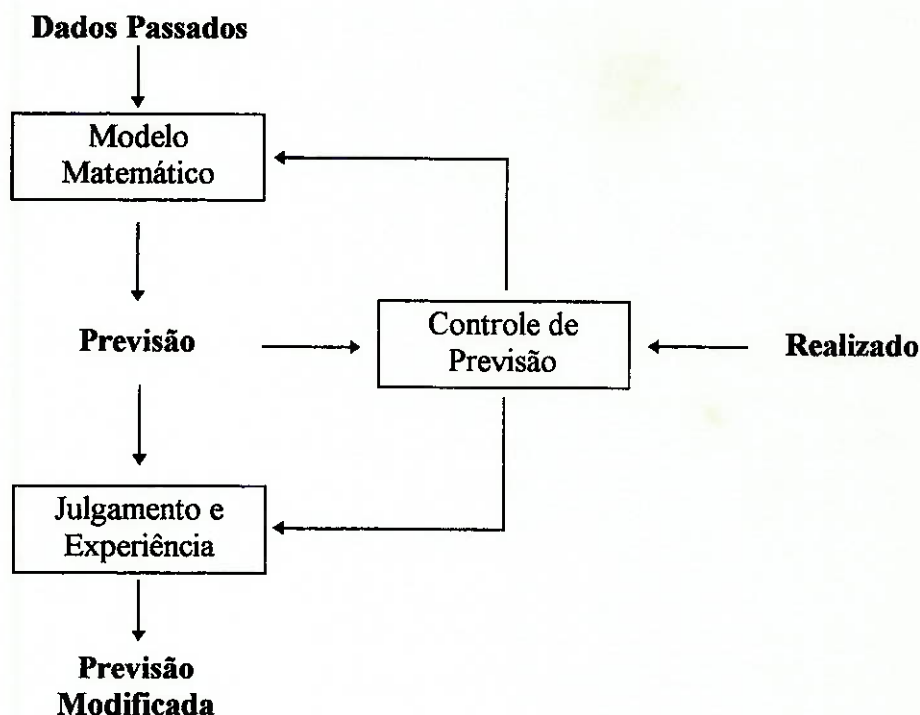 Dados Passados
Modelo
Matemático
Previsão
Controle de
Previsão
Realizado
Julgamento e
Experiência
Previsão
Modificada